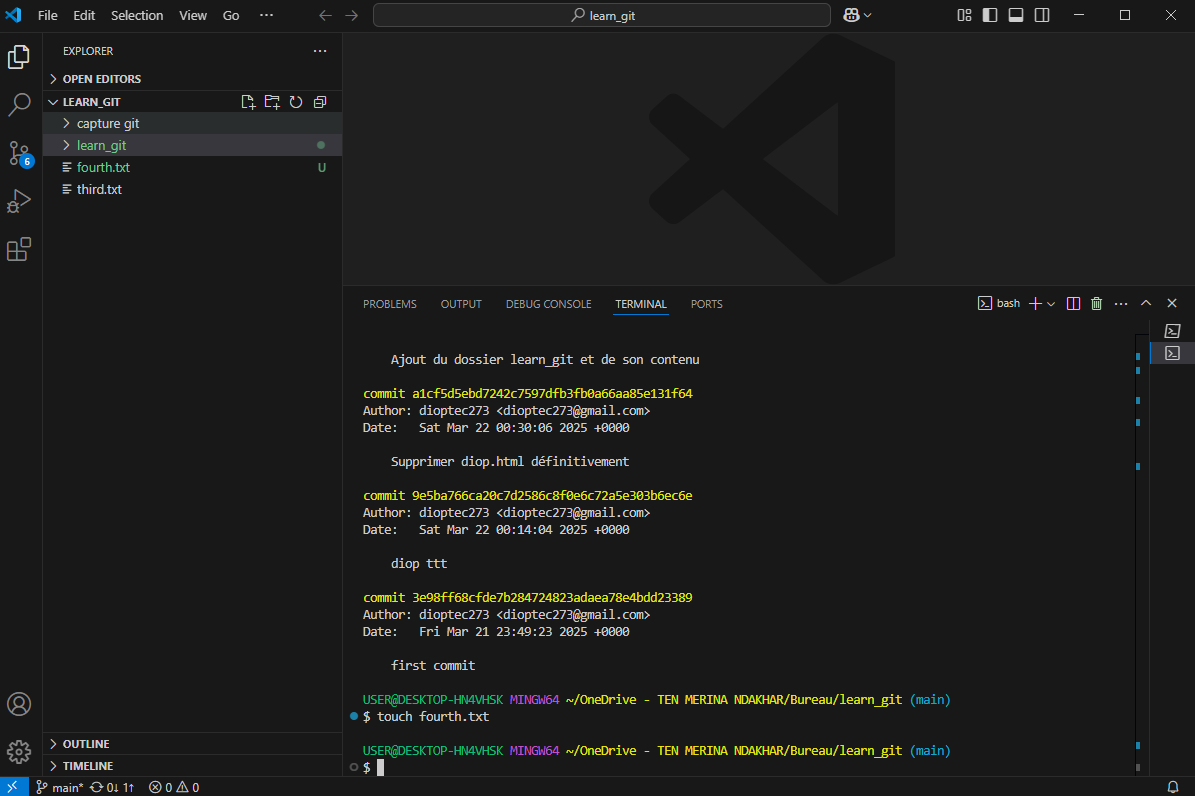 File Edit Selection View Go ···
learn_git
EXPLORER
OPEN EDITORS
LEARN_GIT
capture git
learn_git
fourth.txt U
third.txt
6
OUTLINE
TIMELINE
PROBLEMS OUTPUT DEBUG CONSOLE TERMINAL PORTS
bash
Ajout du dossier learn_git et de son contenu
commit a1cf5d5ebd7242c7597dfb3fb0a66aa85e131f64
Author: dioptec273 <dioptec273@gmail.com>
Date:   Sat Mar 22 00:30:06 2025 +0000
Supprimer diop.html définitivement
commit 9e5ba766ca20c7d2586c8f0e6c72a5e303b6ec6e
Author: dioptec273 <dioptec273@gmail.com>
Date:   Sat Mar 22 00:14:04 2025 +0000
diop ttt
commit 3e98ff68cfde7b284724823adaea78e4bdd23389
Author: dioptec273 <dioptec273@gmail.com>
Date:   Fri Mar 21 23:49:23 2025 +0000
first commit
USER@DESKTOP-HN4VHSK MINGW64 ~/OneDrive - TEN MERINA NDAKHAR/Bureau/learn_git (main)
$ touch fourth.txt
USER@DESKTOP-HN4VHSK MINGW64 ~/OneDrive - TEN MERINA NDAKHAR/Bureau/learn_git (main)
$
main* 0↓ 1↑ 0 0